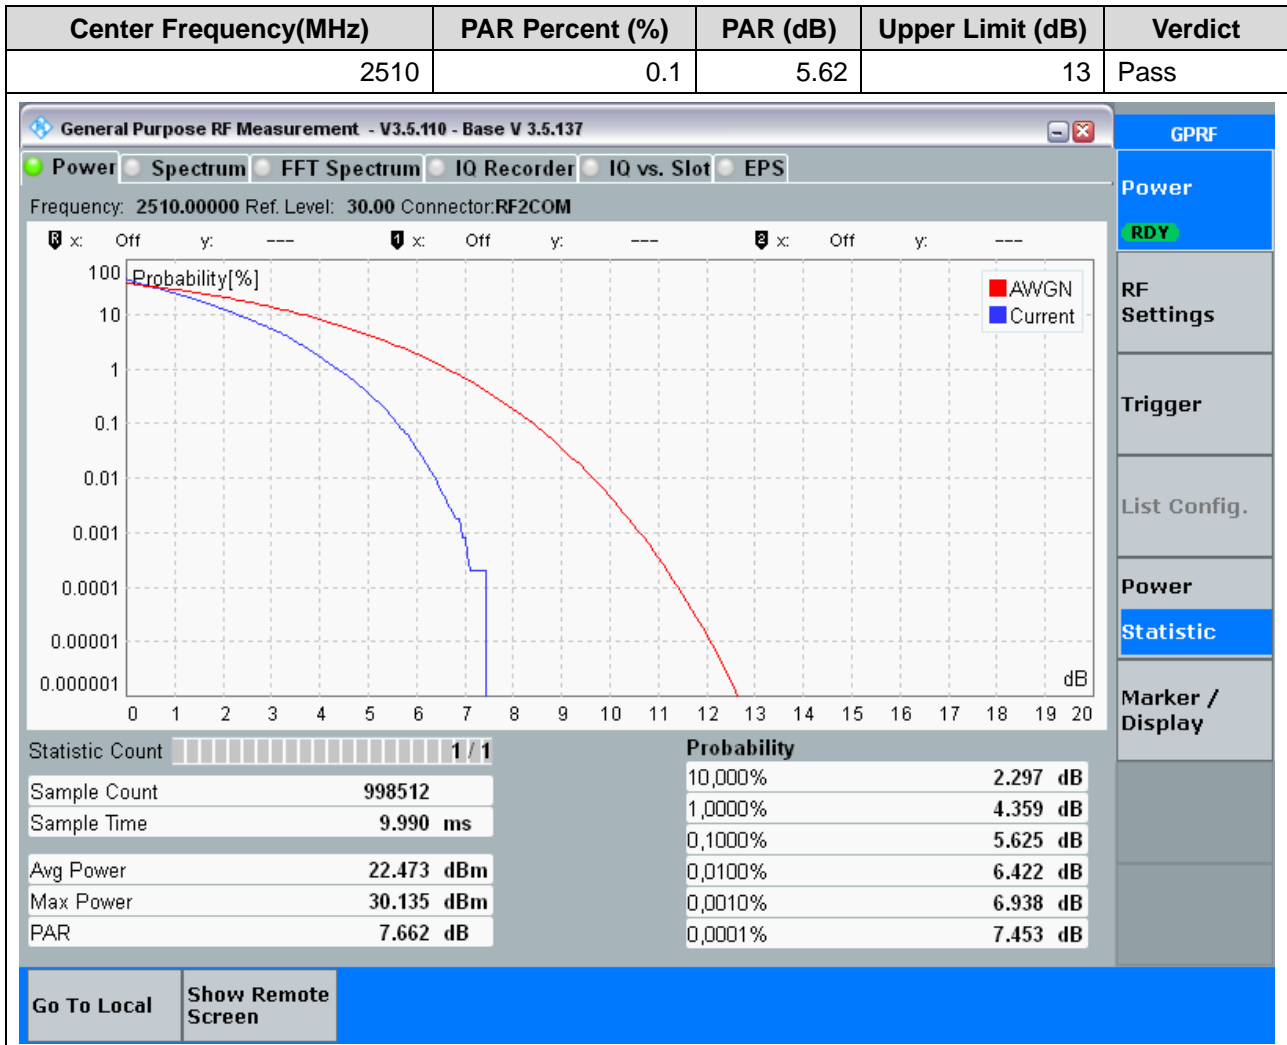 Center Frequency(MHz) PAR Percent (%) PAR (dB) Upper Limit (dB) Verdict
2510 0.1 5.62 13 Pass
General Purpose RF Measurement - V3.5.110 - Base V 3.5.137
GPRF
Power Spectrum FFT Spectrum IQ Recorder IQ vs. Slot EPS
Frequency: 2510.00000 Ref. Level: 30.00 Connector:RF2COM
R x: Off y: --- 1 x: Off y: --- 2 x: Off y: ---
Probability[%]
AWGN
Current
100
10
1
0.1
0.01
0.001
0.0001
0.00001
0.000001
dB
0 1 2 3 4 5 6 7 8 9 10 11 12 13 14 15 16 17 18 19 20
Statistic Count 1 / 1
Sample Count 998512
Sample Time 9.990 ms
Avg Power 22.473 dBm
Max Power 30.135 dBm
PAR 7.662 dB
Probability
10,000% 2.297 dB
1,0000% 4.359 dB
0,1000% 5.625 dB
0,0100% 6.422 dB
0,0010% 6.938 dB
0,0001% 7.453 dB
Power
RDY
RF
Settings
Trigger
List Config.
Power
Statistic
Marker /
Display
Go To Local
Show Remote
Screen